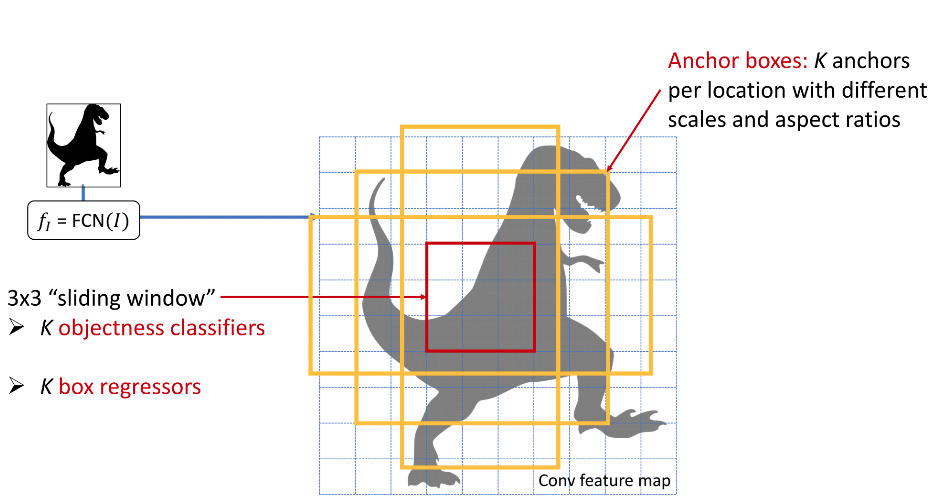 Anchor boxes: K anchors
per location with different
scales and aspect ratios
f_I = FCN(I)
3x3 “sliding window”
➢ K objectness classifiers
➢ K box regressors
Conv feature map